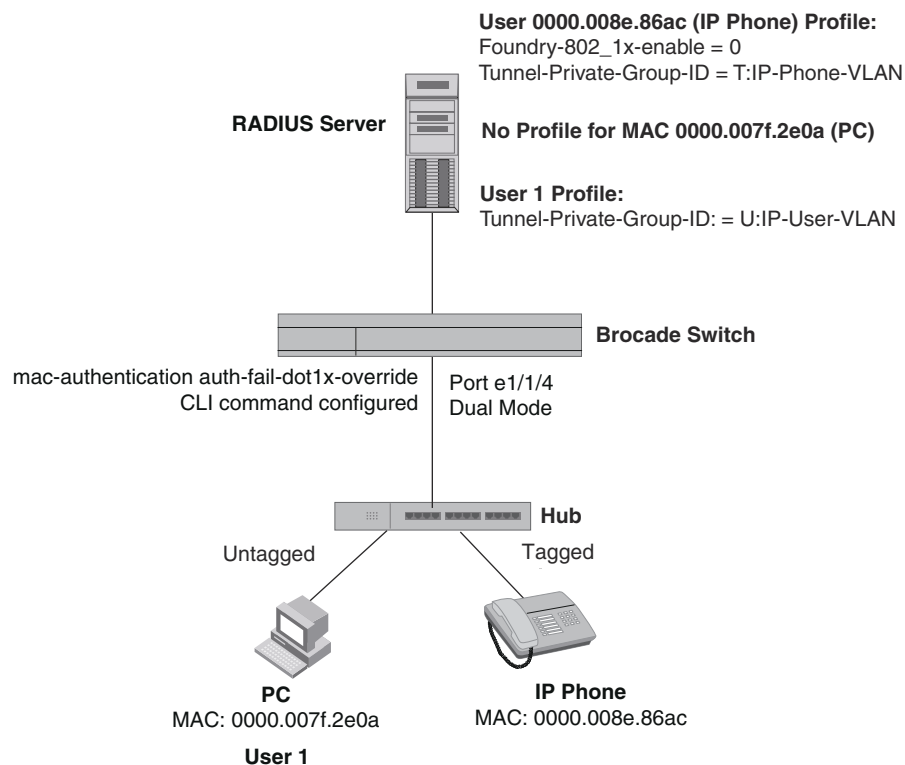 User 0000.008e.86ac (IP Phone) Profile:
Foundry-802_1x-enable = 0
Tunnel-Private-Group-ID = T:IP-Phone-VLAN
RADIUS Server
No Profile for MAC 0000.007f.2e0a (PC)
User 1 Profile:
Tunnel-Private-Group-ID: = U:IP-User-VLAN
Brocade Switch
mac-authentication auth-fail-dot1x-override
CLI command configured
Port e1/1/4
Dual Mode
Hub
Untagged
Tagged
PC
MAC: 0000.007f.2e0a
User 1
IP Phone
MAC: 0000.008e.86ac